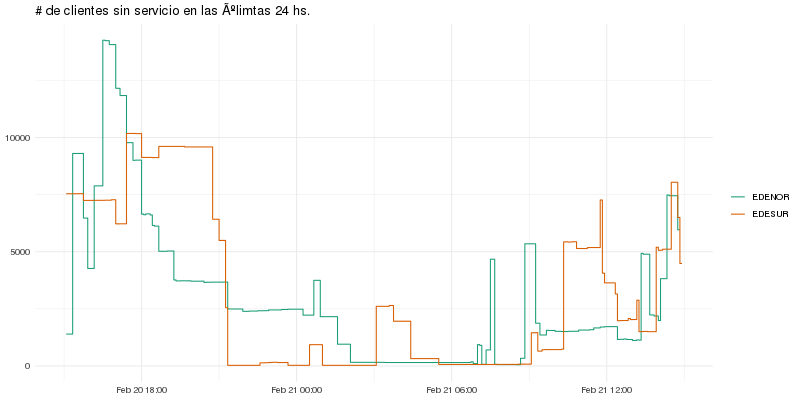 # de clientes sin servicio en las Ãºlimtas 24 hs.
10000
5000
0
Feb 20 18:00
Feb 21 00:00
Feb 21 06:00
Feb 21 12:00
EDENOR
EDESUR